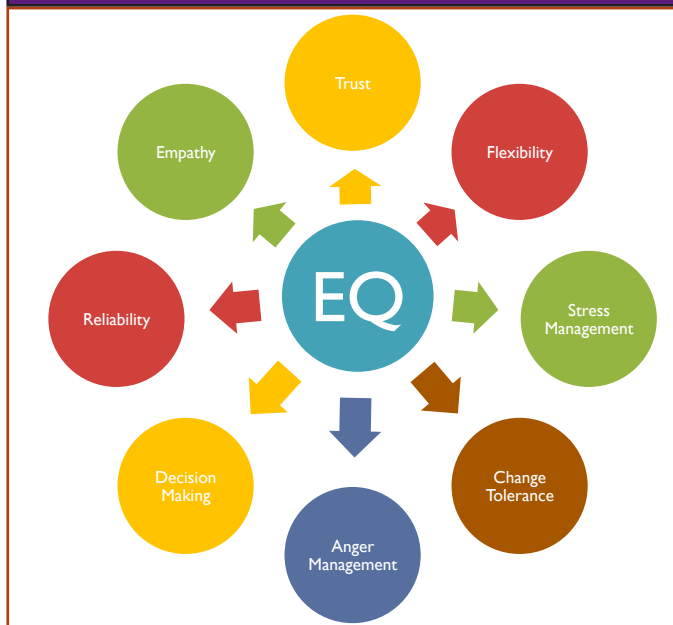 Trust
Empathy
Flexibility
EQ
Reliability
Stress
Management
Decision
Making
Change
Tolerance
Anger
Management